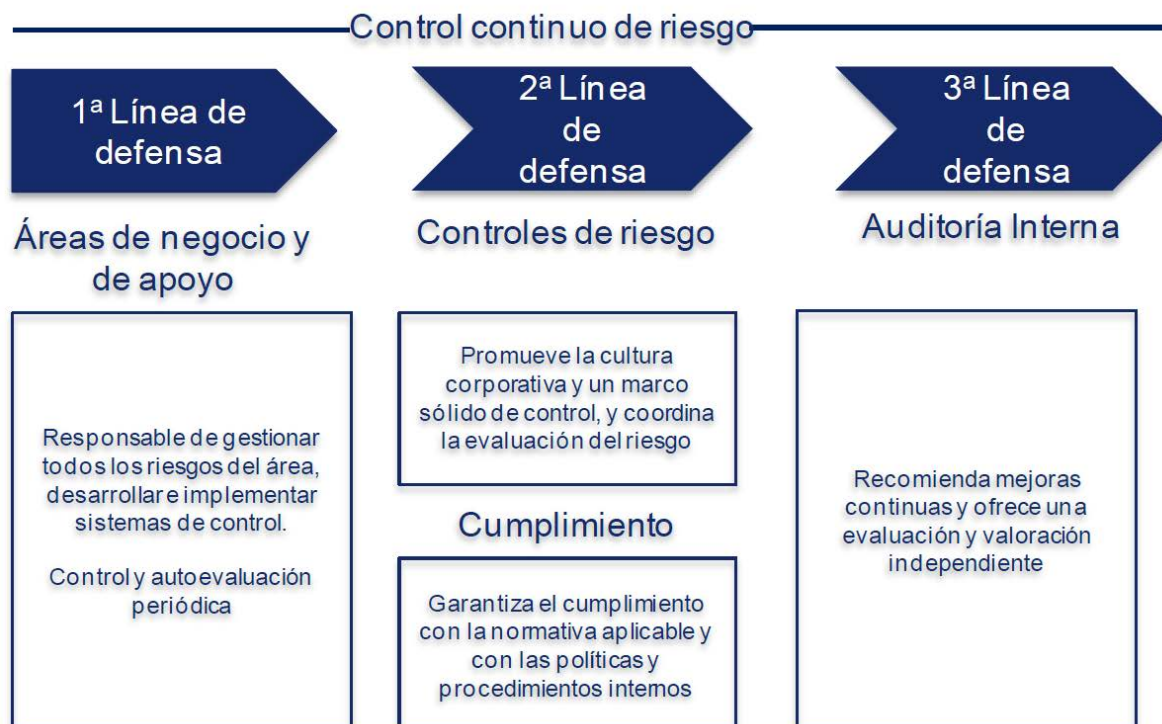 Control continuo de riesgo
1ª Línea de
defensa
Áreas de negocio y
de apoyo
Responsable de gestionar
todos los riesgos del área,
desarrollar e implementar
sistemas de control.
Control y autoevaluación
periódica
2ª Línea
de
defensa
Controles de riesgo
Promueve la cultura
corporativa y un marco
sólido de control, y coordina
la evaluación del riesgo
Cumplimiento
Garantiza el cumplimiento
con la normativa aplicable y
con las políticas y
procedimientos internos
3ª Línea
de
defensa
Auditoría Interna
Recomienda mejoras
continuas y ofrece una
evaluación y valoración
independiente